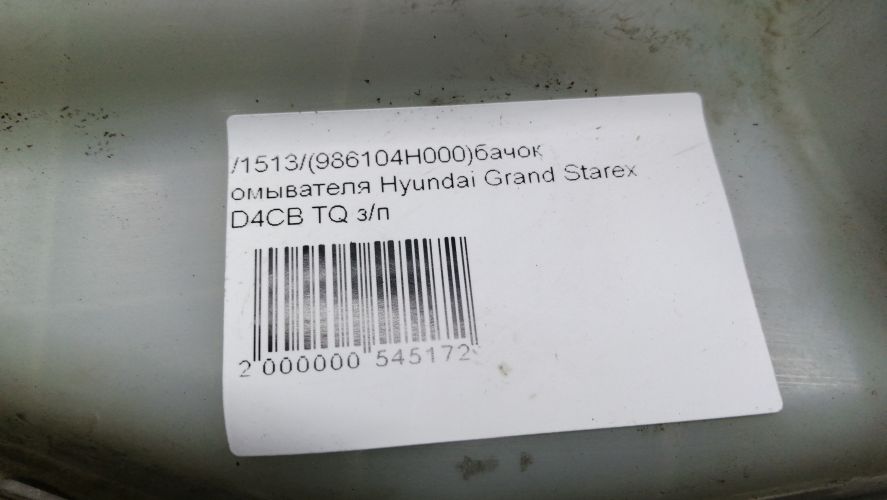 /1513/(986104H000)бачок
омывателя Hyundai Grand Starex
D4CB TQ з/п
2 000000 545172